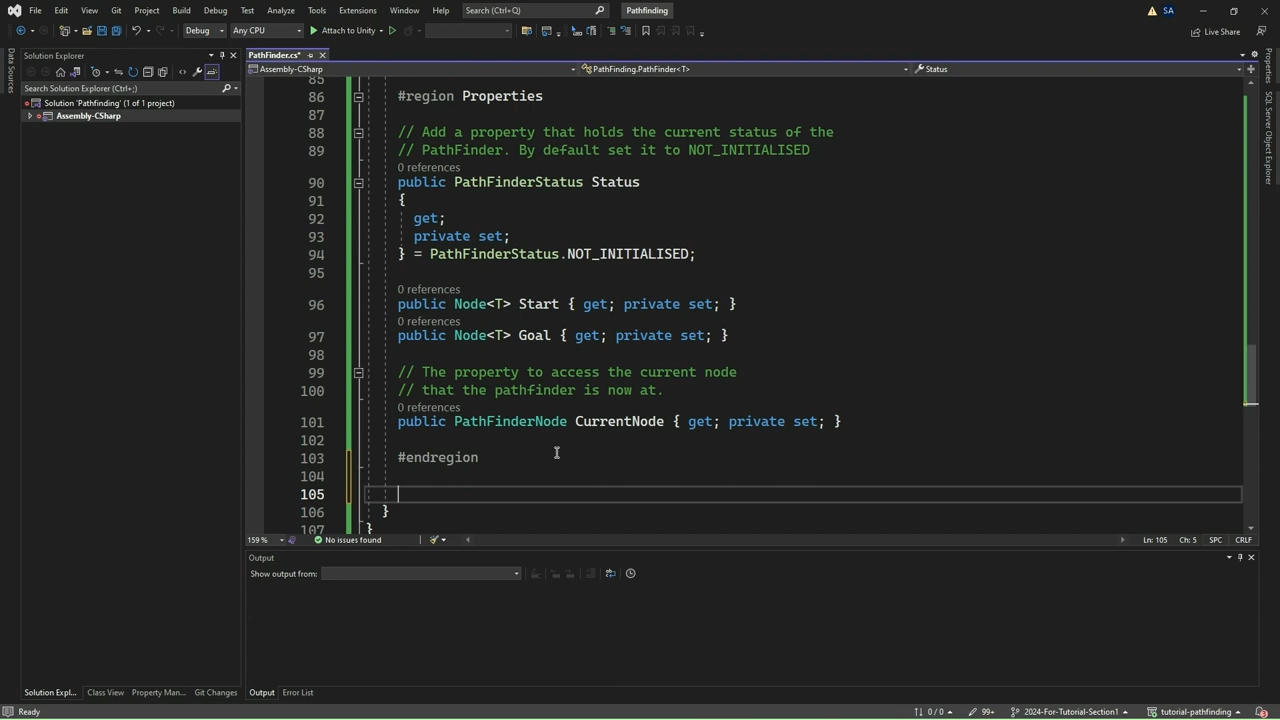 File Edit View Git Project Build Debug Test Analyze Tools Extensions Window Help Search (Ctrl+Q) Pathfinding SA
Debug Any CPU Attach to Unity Live Share
Data Sources
Solution Explorer
Search Solution Explorer (Ctrl+;)
Solution 'Pathfinding' (1 of 1 project)
Assembly-CSharp
PathFinder.cs*
Assembly-CSharp PathFinding.PathFinder<T> Status
85
86 #region Properties
87
88 // Add a property that holds the current status of the
89 // PathFinder. By default set it to NOT_INITIALISED
0 references
90 public PathFinderStatus Status
91 {
92 get;
93 private set;
94 } = PathFinderStatus.NOT_INITIALISED;
95
0 references
96 public Node<T> Start { get; private set; }
0 references
97 public Node<T> Goal { get; private set; }
98
99 // The property to access the current node
100 // that the pathfinder is now at.
0 references
101 public PathFinderNode CurrentNode { get; private set; }
102
103 #endregion
104
105
106 }
107 }
159 % No issues found Ln: 105 Ch: 5 SPC CRLF
Output
Show output from:
Solution Expl... Class View Property Man... Git Changes Output Error List
Ready 0 / 0 99+ 2024-For-Tutorial-Section1 tutorial-pathfinding 3
Properties
SQL Server Object Explorer